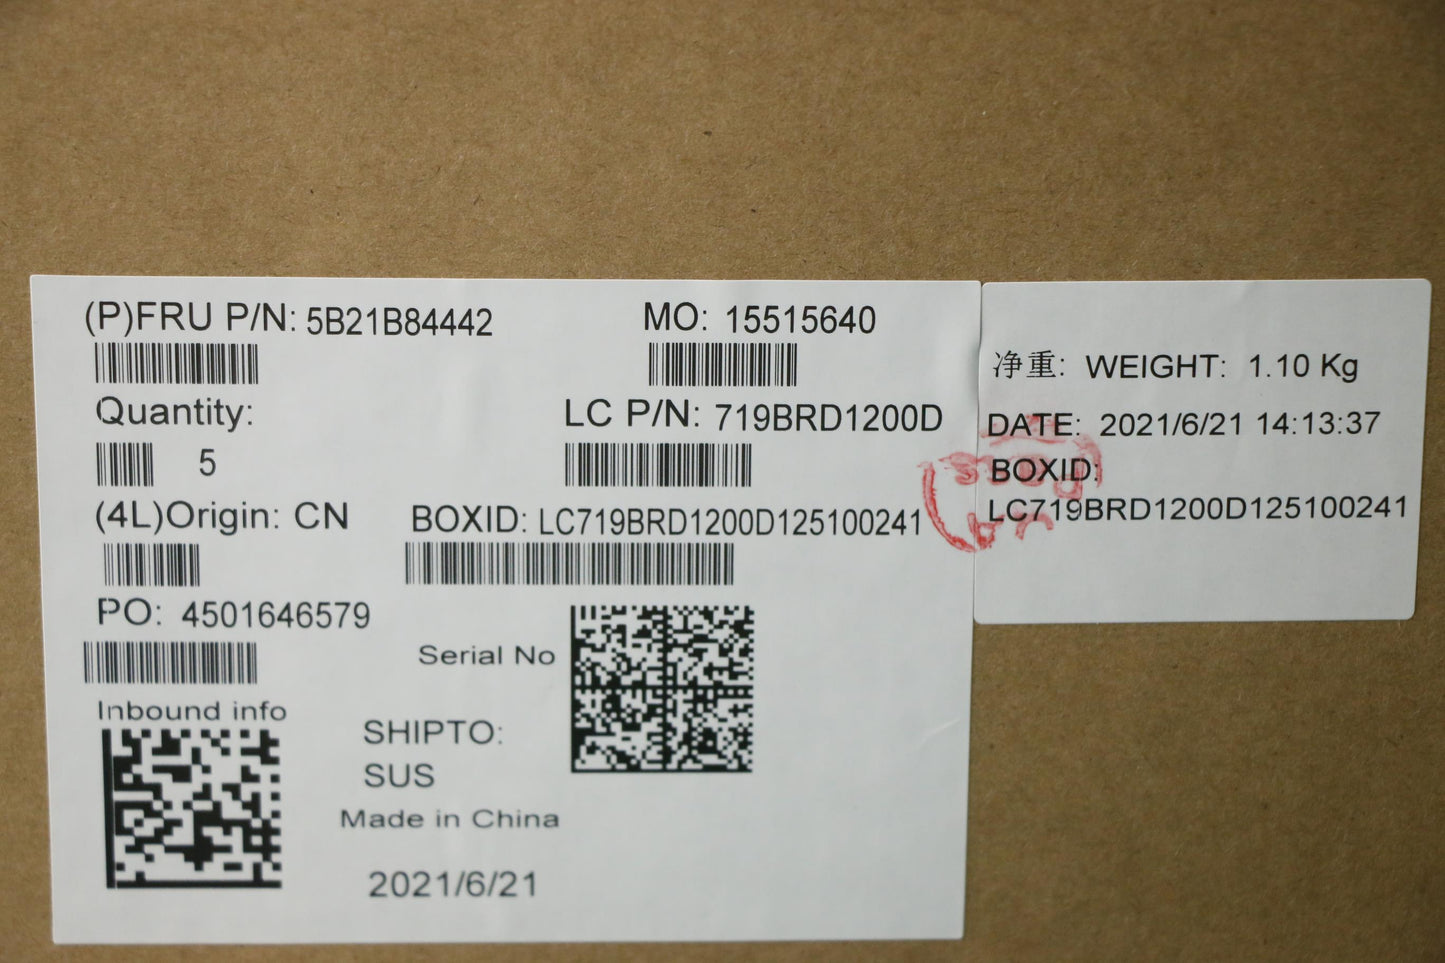 (P)FRU P/N: 5B21B84442
MO: 15515640
Quantity:
5
LC P/N: 719BRD1200D
(4L)Origin: CN
BOXID: LC719BRD1200D125100241
PO: 4501646579
Serial No
Inbound info
SHIPTO:
SUS
Made in China
2021/6/21
净重: WEIGHT: 1.10 Kg
DATE: 2021/6/21 14:13:37
BOXID:
LC719BRD1200D125100241